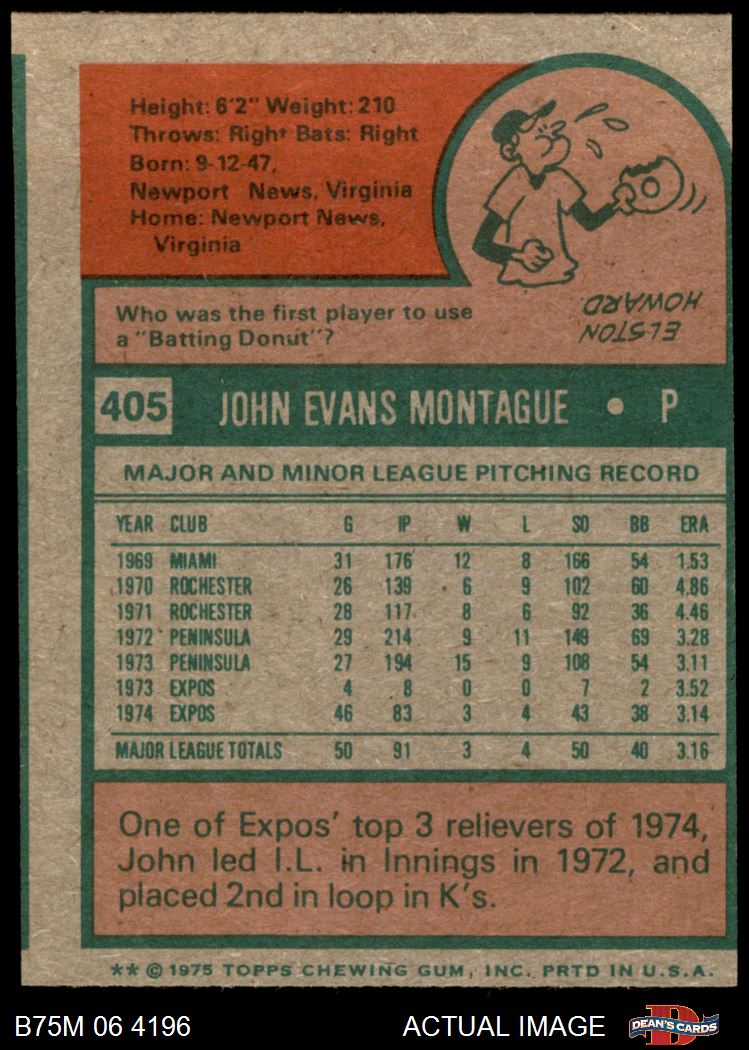 Height: 6'2" Weight: 210
Throws: Right Bats: Right
Born: 9-12-47,
Newport News, Virginia
Home: Newport News,
Virginia
Who was the first player to use
a "Batting Donut"?
ELSTON
HOWARD
405 JOHN EVANS MONTAGUE • P
MAJOR AND MINOR LEAGUE PITCHING RECORD
YEAR CLUB G IP W L SO BB ERA
1969 MIAMI 31 176 12 8 166 54 1.53
1970 ROCHESTER 26 139 6 9 102 60 4.86
1971 ROCHESTER 28 117 8 6 92 36 4.46
1972 PENINSULA 29 214 9 11 149 69 3.28
1973 PENINSULA 27 194 15 9 108 54 3.11
1973 EXPOS 4 8 0 0 7 2 3.52
1974 EXPOS 46 83 3 4 43 38 3.14
MAJOR LEAGUE TOTALS 50 91 3 4 50 40 3.16
One of Expos' top 3 relievers of 1974,
John led I.L. in Innings in 1972, and
placed 2nd in loop in K's.
** © 1975 TOPPS CHEWING GUM, INC. PRTD IN U.S.A.
B75M 06 4196 ACTUAL IMAGE DEAN'S CARDS